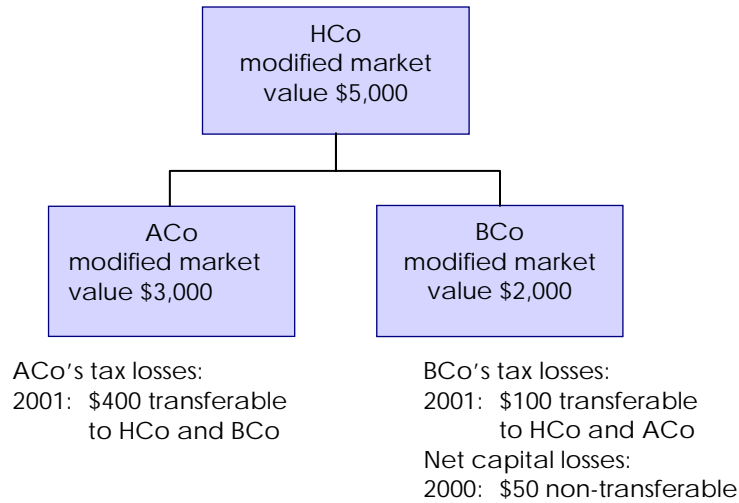 HCo
modified market
value $5,000
ACo
modified market
value $3,000
BCo
modified market
value $2,000
ACo's tax losses:
2001: $400 transferable
to HCo and BCo
BCo's tax losses:
2001: $100 transferable
to HCo and ACo
Net capital losses:
2000: $50 non-transferable